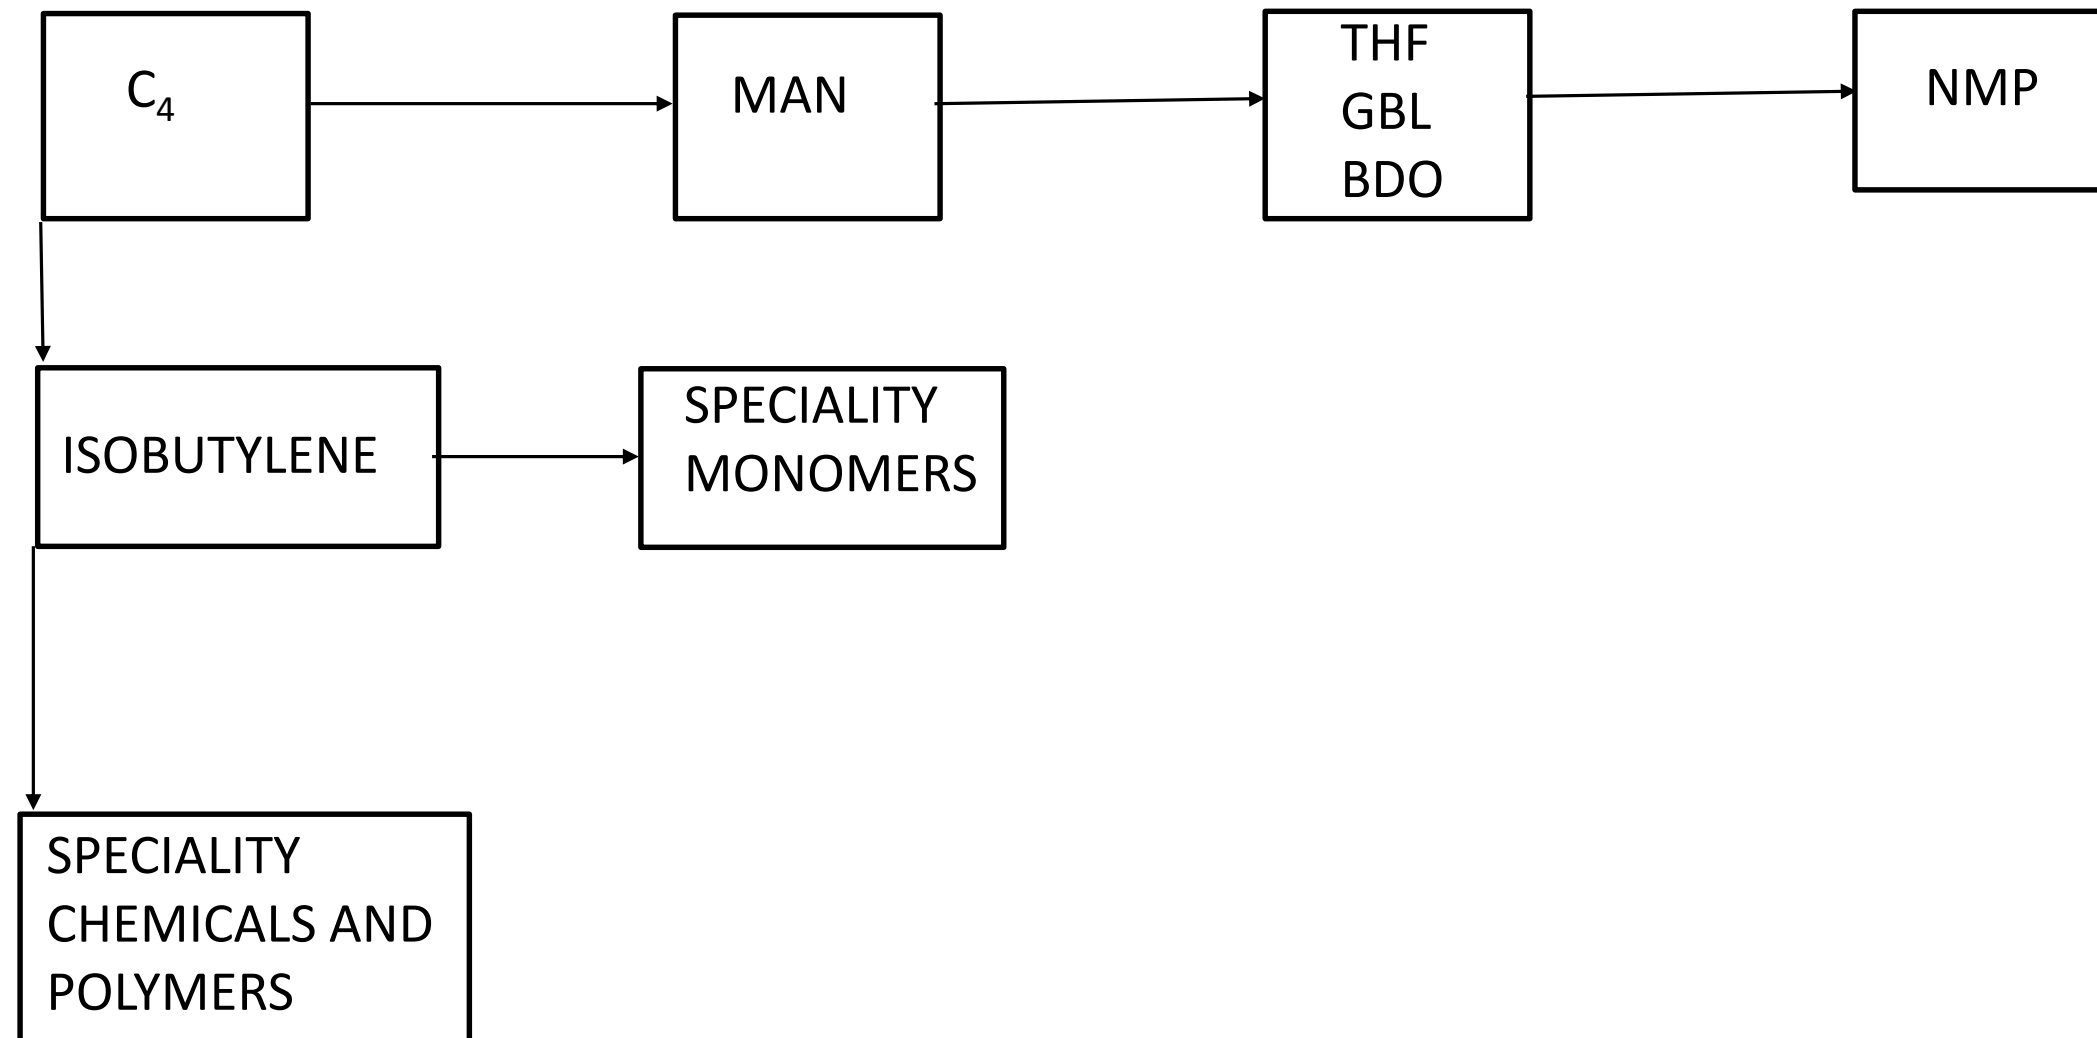 C₄
MAN
THF
GBL
BDO
NMP
ISOBUTYLENE
SPECIALITY
MONOMERS
SPECIALITY
CHEMICALS AND
POLYMERS